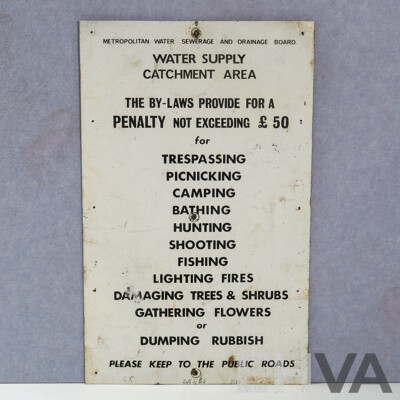 METROPOLITAN WATER SEWERAGE AND DRAINAGE BOARD
WATER SUPPLY
CATCHMENT AREA
THE BY-LAWS PROVIDE FOR A
PENALTY NOT EXCEEDING £ 50
for
TRESPASSING
PICNICKING
CAMPING
BATHING
HUNTING
SHOOTING
FISHING
LIGHTING FIRES
DAMAGING TREES & SHRUBS
GATHERING FLOWERS
or
DUMPING RUBBISH
PLEASE KEEP TO THE PUBLIC ROADS
VA